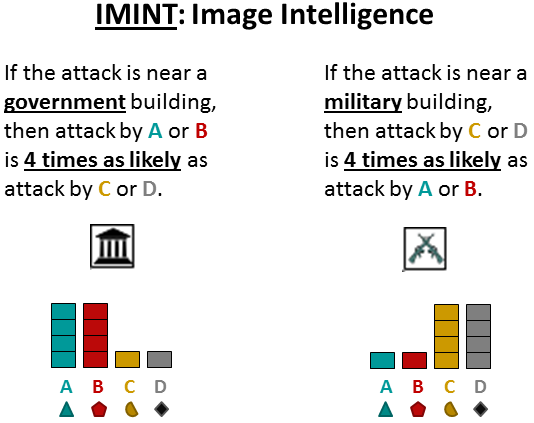 IMINT: Image Intelligence
If the attack is near a
government building,
then attack by A or B
is 4 times as likely as
attack by C or D.
If the attack is near a
military building,
then attack by C or D
is 4 times as likely as
attack by A or B.
A B C D
A B C D